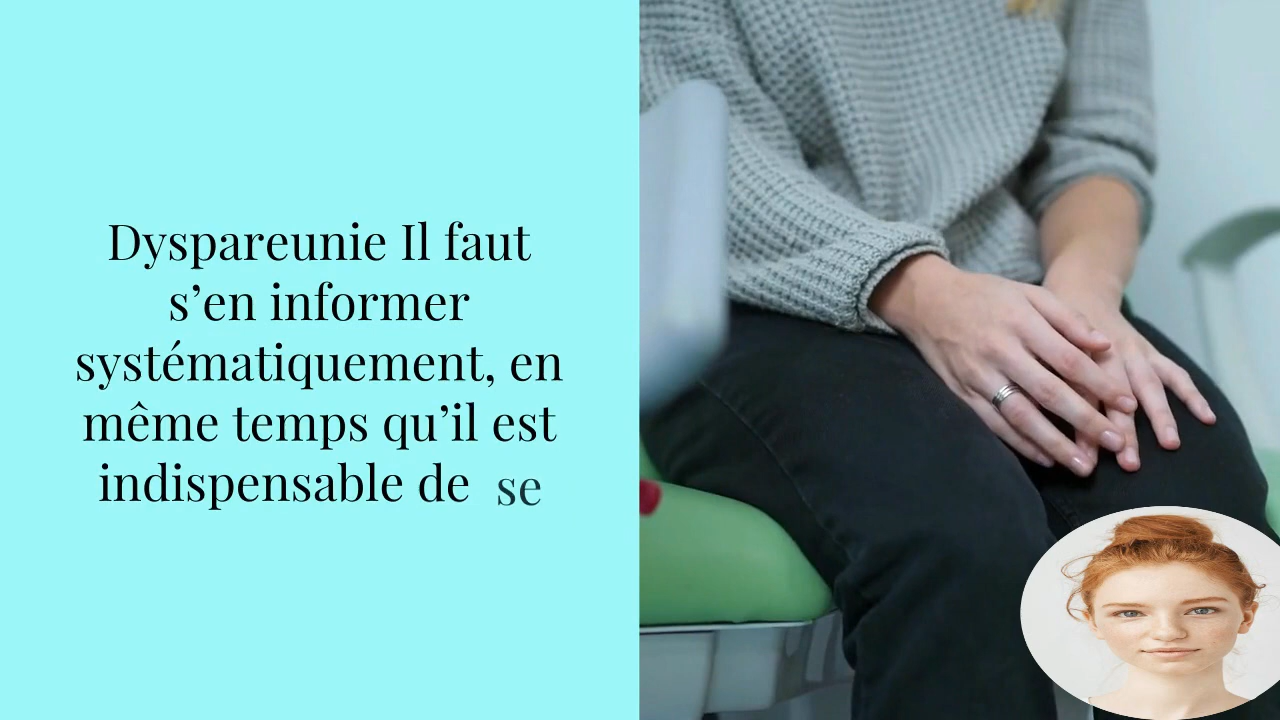 Dyspareunie Il faut
s’en informer
systématiquement, en
même temps qu’il est
indispensable de se